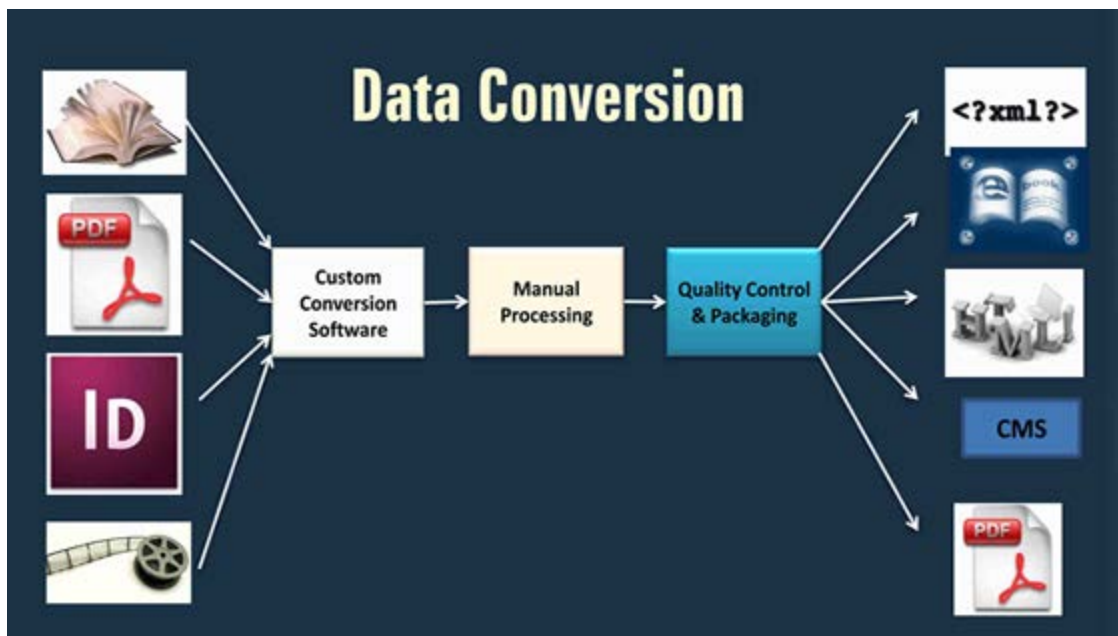 Data Conversion
PDF
ID
Custom
Conversion
Software
Manual
Processing
Quality Control
& Packaging
<?xml?>
e book
HTML
CMS
PDF